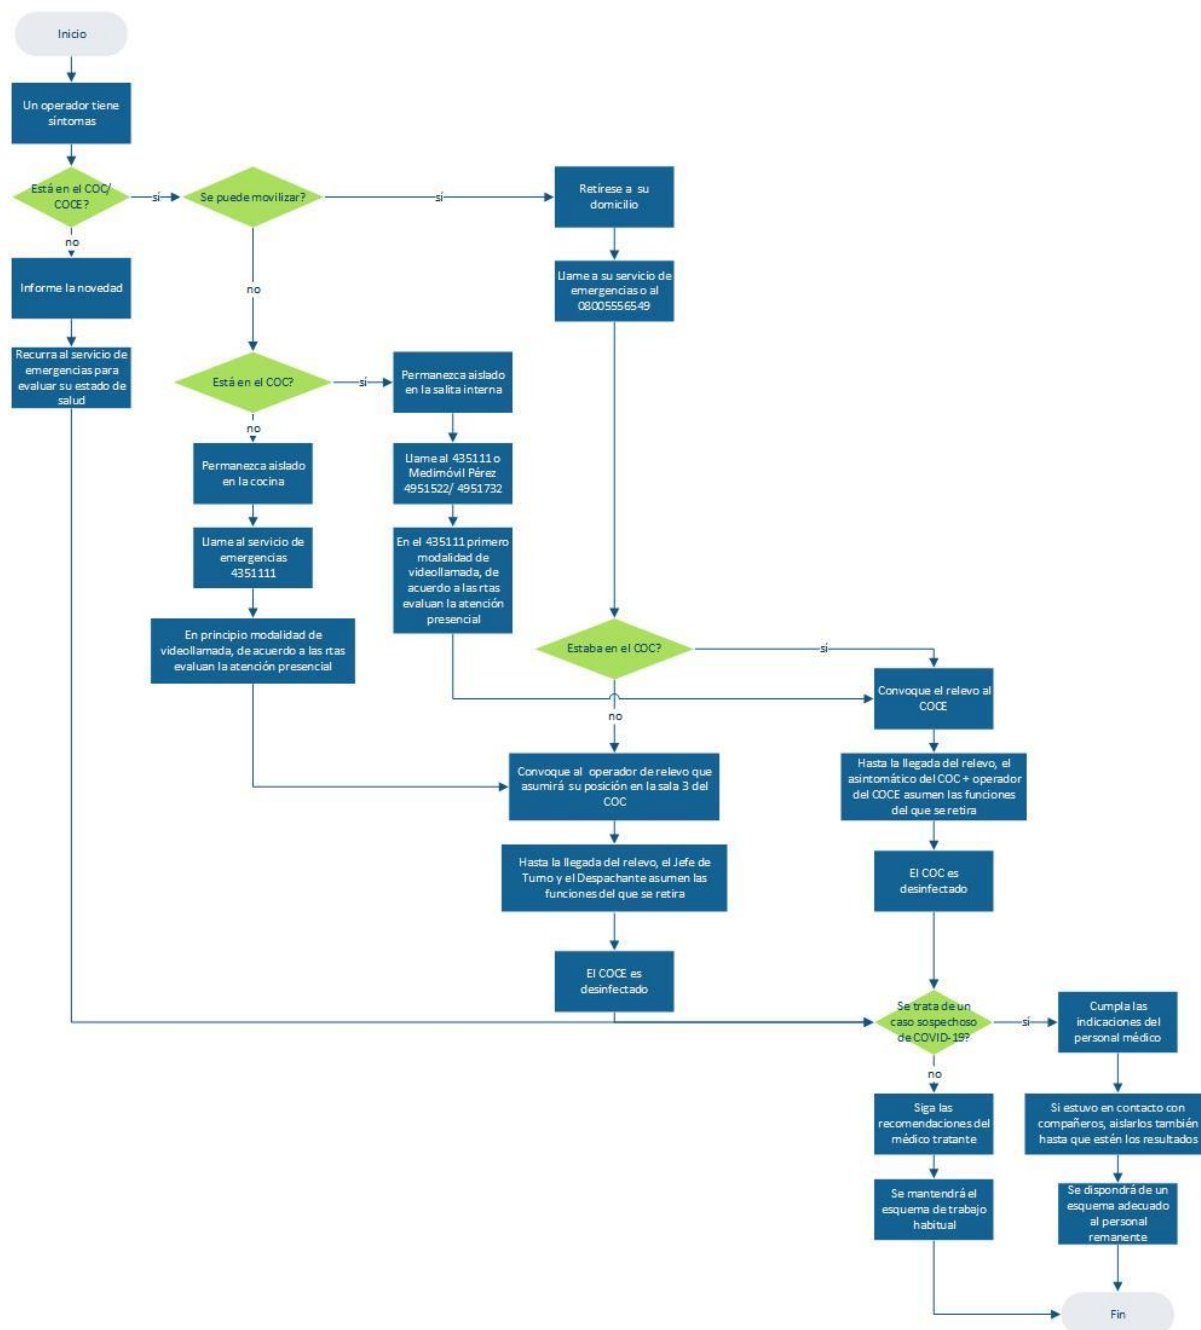 Inicio
Un operador tiene
síntomas
Está en el COC/
COCE?
sí
Se puede movilizar?
sí
Retírese a su
domicilio
no
Informe la novedad
no
Llame a su servicio de
emergencias o al
08005556549
Recurra al servicio de
emergencias para
evaluar su estado de
salud
Está en el COC?
sí
Permanezca aislado
en la salita interna
no
Permanezca aislado
en la cocina
Llame al 435111 o
Medimóvil Pérez
4951522/ 4951732
Llame al servicio de
emergencias
4351111
En el 435111 primero
modalidad de
videollamada, de
acuerdo a las rtas
evaluan la atención
presencial
En principio modalidad de
videollamada, de acuerdo a las rtas
evaluan la atención presencial
Estaba en el COC?
sí
Convoque el relevo al
COCE
no
Convoque al operador de relevo que
asumirá su posición en la sala 3 del
COC
Hasta la llegada del relevo, el
asintomático del COC + operador
del COCE asumen las funciones
del que se retira
Hasta la llegada del relevo, el Jefe de
Turno y el Despachante asumen las
funciones del que se retira
El COC es
desinfectado
El COCE es
desinfectado
Se trata de un
caso sospechoso
de COVID-19?
sí
Cumpla las
indicaciones del
personal médico
no
Siga las
recomendaciones del
médico tratante
Si estuvo en contacto con
compañeros, aislarlos también
hasta que estén los resultados
Se mantendrá el
esquema de trabajo
habitual
Se dispondrá de un
esquema adecuado
al personal
remanente
Fin